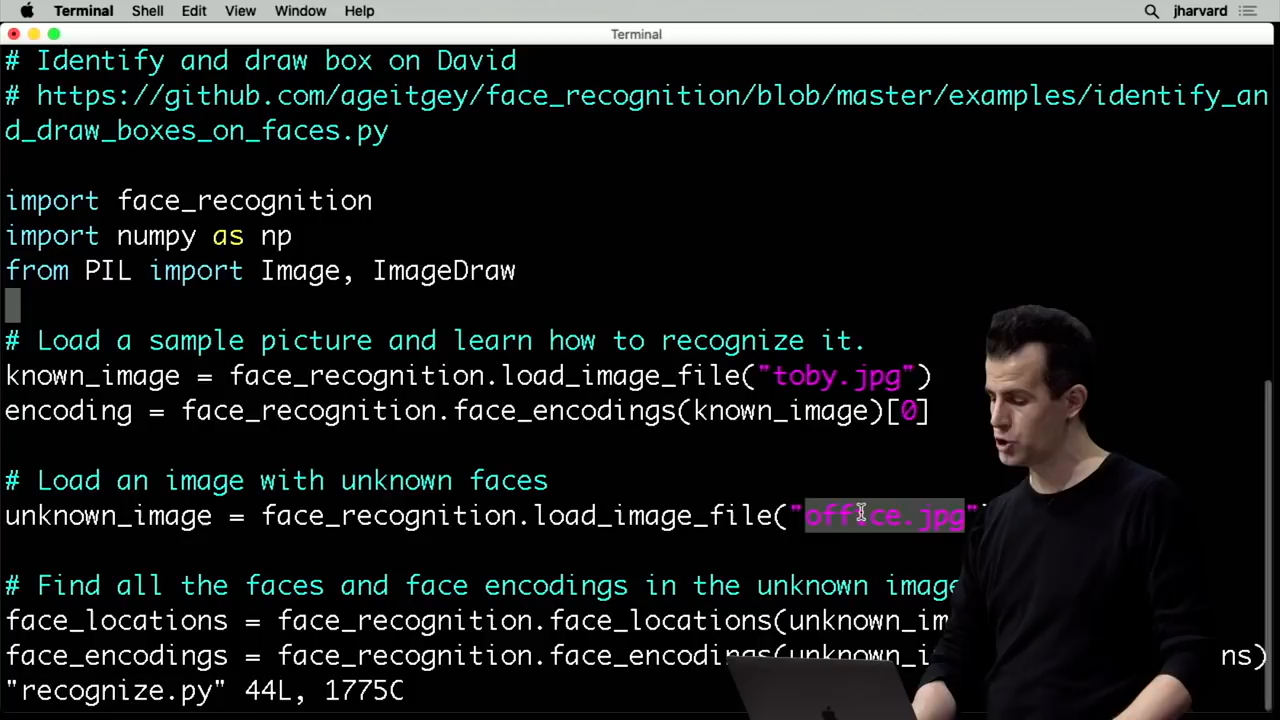 Terminal Shell Edit View Window Help jharvard
Terminal
# Identify and draw box on David
# https://github.com/ageitgey/face_recognition/blob/master/examples/identify_an
d_draw_boxes_on_faces.py
import face_recognition
import numpy as np
from PIL import Image, ImageDraw
# Load a sample picture and learn how to recognize it.
known_image = face_recognition.load_image_file("toby.jpg")
encoding = face_recognition.face_encodings(known_image)[0]
# Load an image with unknown faces
unknown_image = face_recognition.load_image_file("office.jpg")
# Find all the faces and face encodings in the unknown image
face_locations = face_recognition.face_locations(unknown_im
face_encodings = face_recognition.face_encodings(unknown_i ns)
"recognize.py" 44L, 1775C